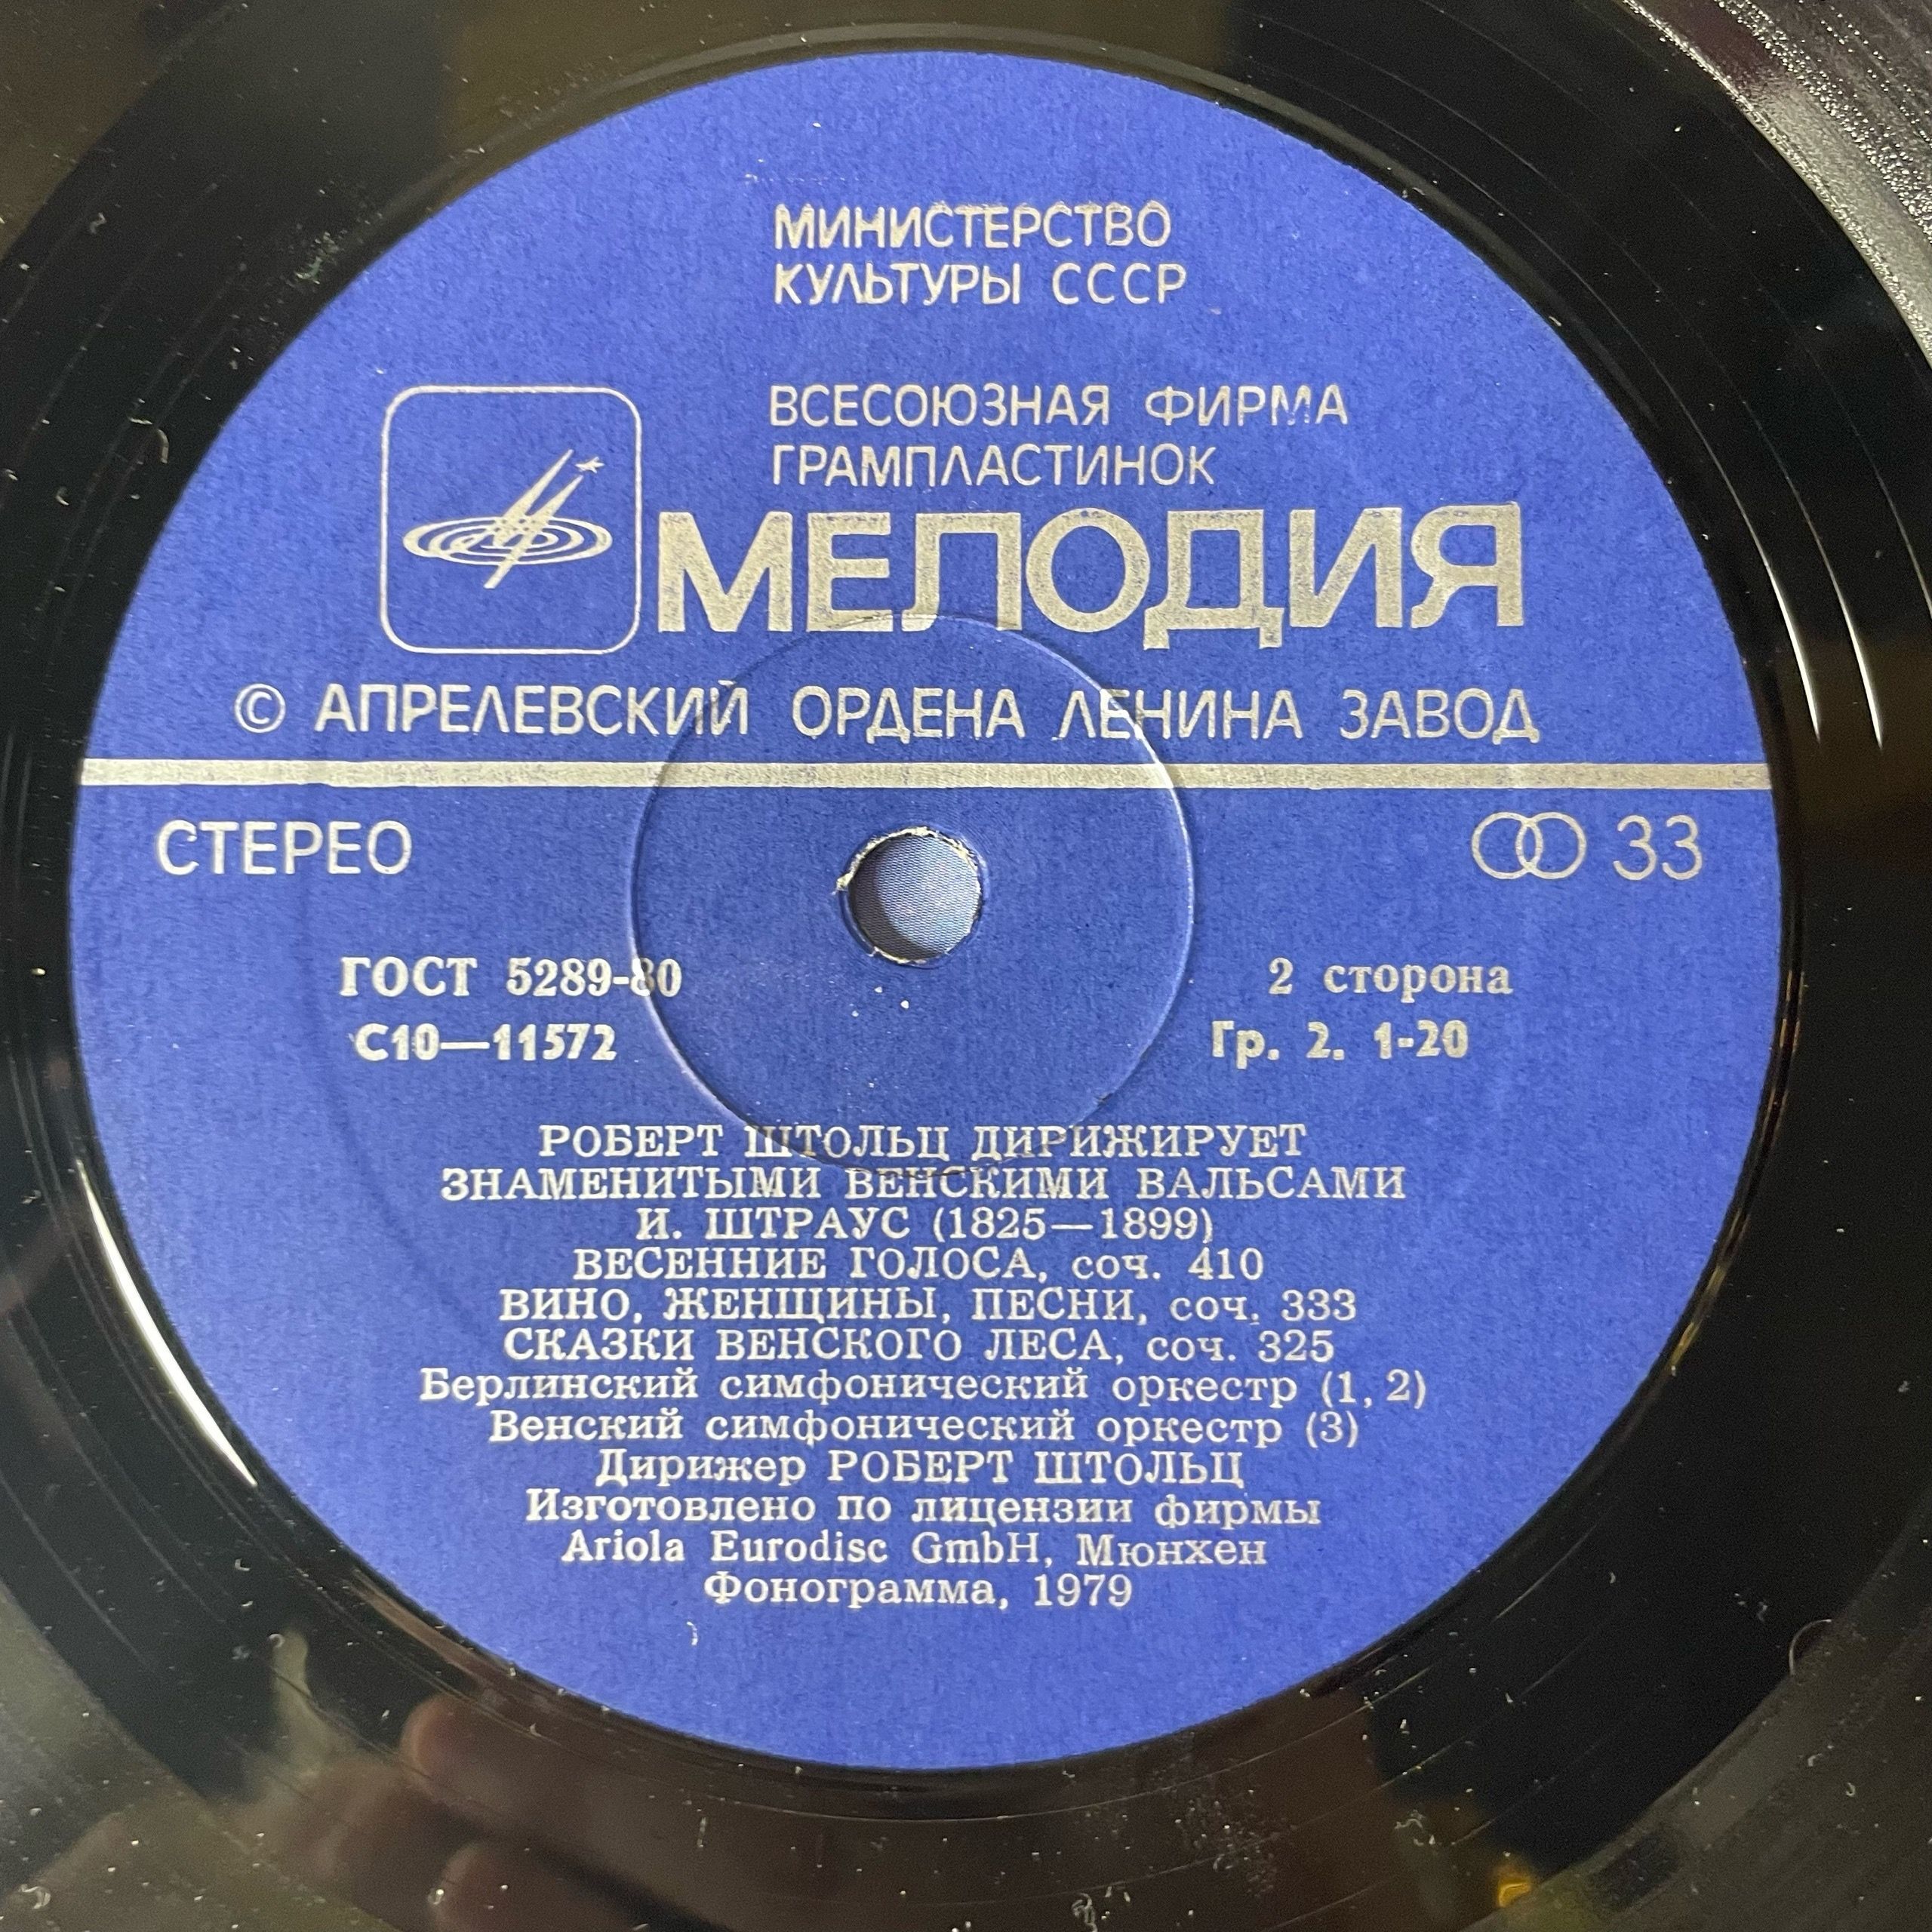 МИНИСТЕРСТВО
КУЛЬТУРЫ СССР
ВСЕСОЮЗНАЯ ФИРМА
ГРАМПЛАСТИНОК
МЕЛОДИЯ
© АПРЕЛЕВСКИЙ ОРДЕНА ЛЕНИНА ЗАВОД
СТЕРЕО 33
ГОСТ 5289-80 2 сторона
С10—11572 Гр. 2. 1-20
РОБЕРТ ШТОЛЬЦ ДИРИЖИРУЕТ
ЗНАМЕНИТЫМИ ВЕНСКИМИ ВАЛЬСАМИ
И. ШТРАУС (1825—1899)
ВЕСЕННИЕ ГОЛОСА, соч. 410
ВИНО, ЖЕНЩИНЫ, ПЕСНИ, соч. 333
СКАЗКИ ВЕНСКОГО ЛЕСА, соч. 325
Берлинский симфонический оркестр (1, 2)
Венский симфонический оркестр (3)
Дирижер РОБЕРТ ШТОЛЬЦ
Изготовлено по лицензии фирмы
Ariola Eurodisc GmbH, Мюнхен
Фонограмма, 1979